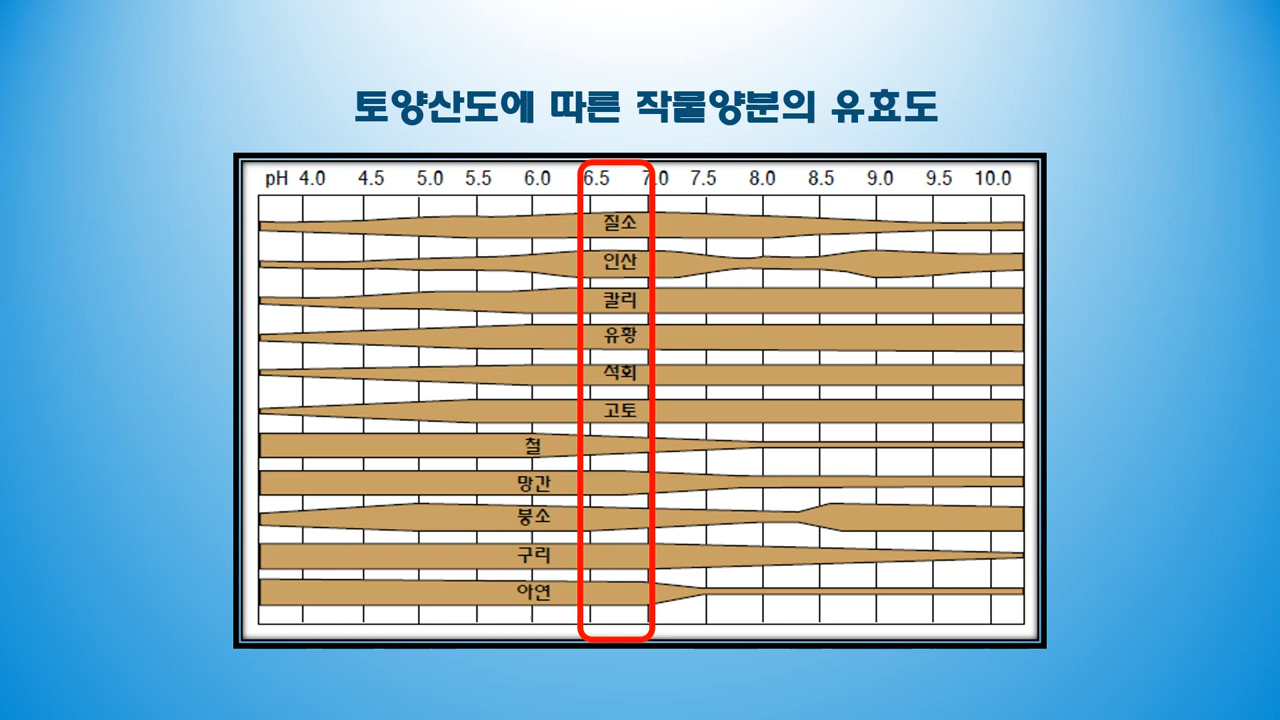 토양산도에 따른 작물양분의 유효도
pH 4.0 4.5 5.0 5.5 6.0 6.5 7.0 7.5 8.0 8.5 9.0 9.5 10.0
질소
인산
칼리
유황
석회
고토
철
망간
붕소
구리
아연